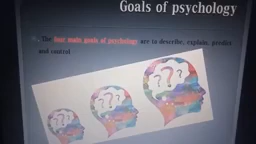 Goals of psychology
The four main goals of psychology are to describe, explain, predict
and control
? ? ?
? ? ?
? ? ?